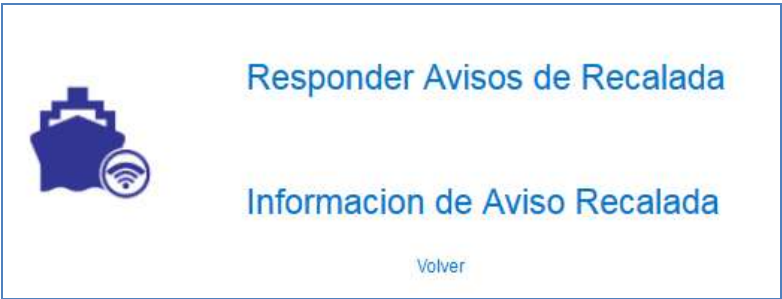 Responder Avisos de Recalada
Informacion de Aviso Recalada
Volver